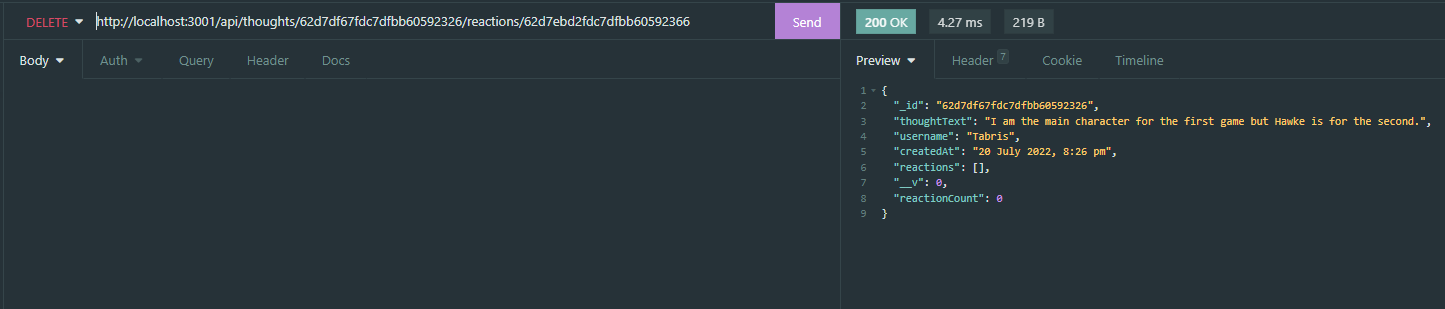 DELETE http://localhost:3001/api/thoughts/62d7df67fdc7dfbb60592326/reactions/62d7ebd2fdc7dfbb60592366 Send 200 OK 4.27 ms 219 B
Body Auth Query Header Docs Preview Header 7 Cookie Timeline
1 {
2 "_id": "62d7df67fdc7dfbb60592326",
3 "thoughtText": "I am the main character for the first game but Hawke is for the second.",
4 "username": "Tabris",
5 "createdAt": "20 July 2022, 8:26 pm",
6 "reactions": [],
7 "__v": 0,
8 "reactionCount": 0
9 }